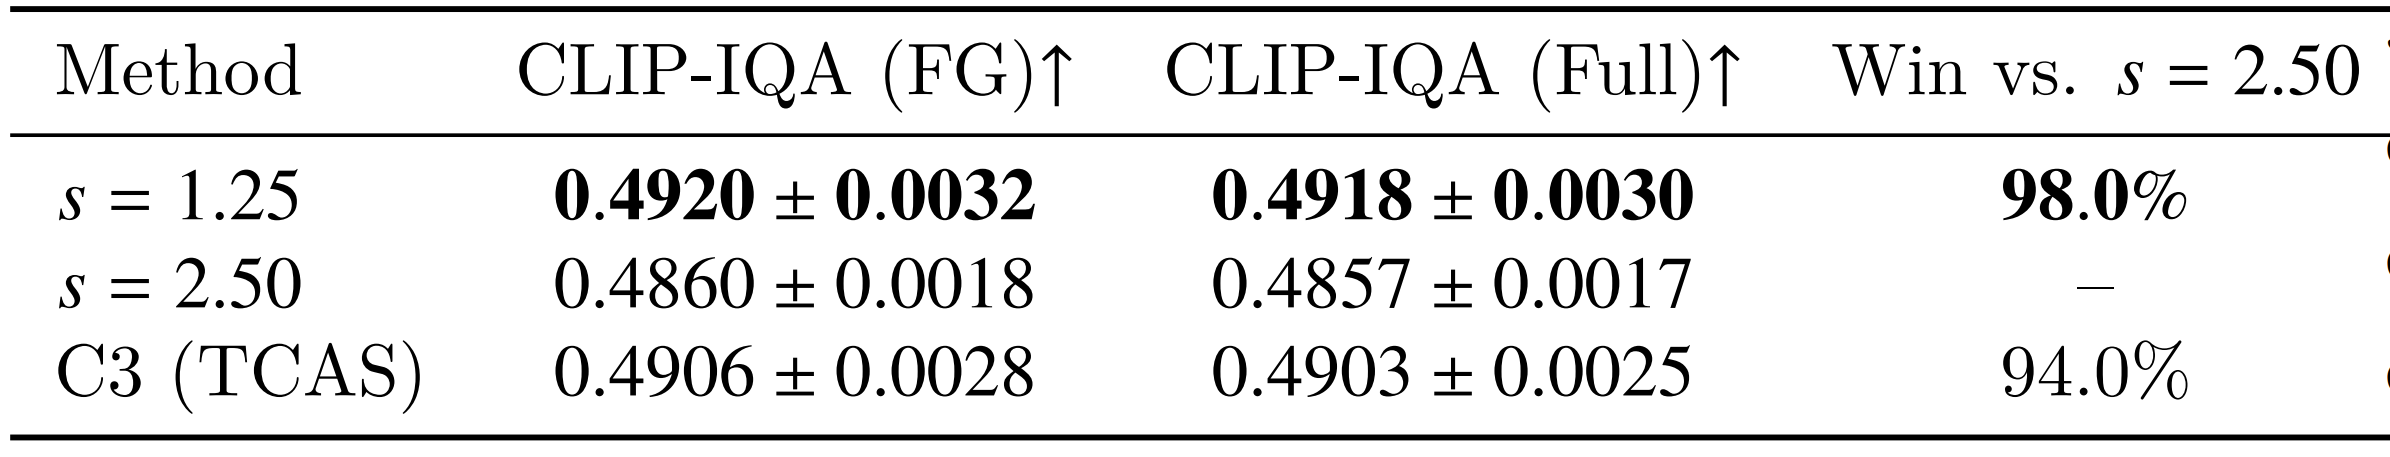 Method CLIP-IQA (FG)↑ CLIP-IQA (Full)↑ Win vs. s = 2.50
s = 1.25 0.4920 ± 0.0032 0.4918 ± 0.0030 98.0%
s = 2.50 0.4860 ± 0.0018 0.4857 ± 0.0017 –
C3 (TCAS) 0.4906 ± 0.0028 0.4903 ± 0.0025 94.0%